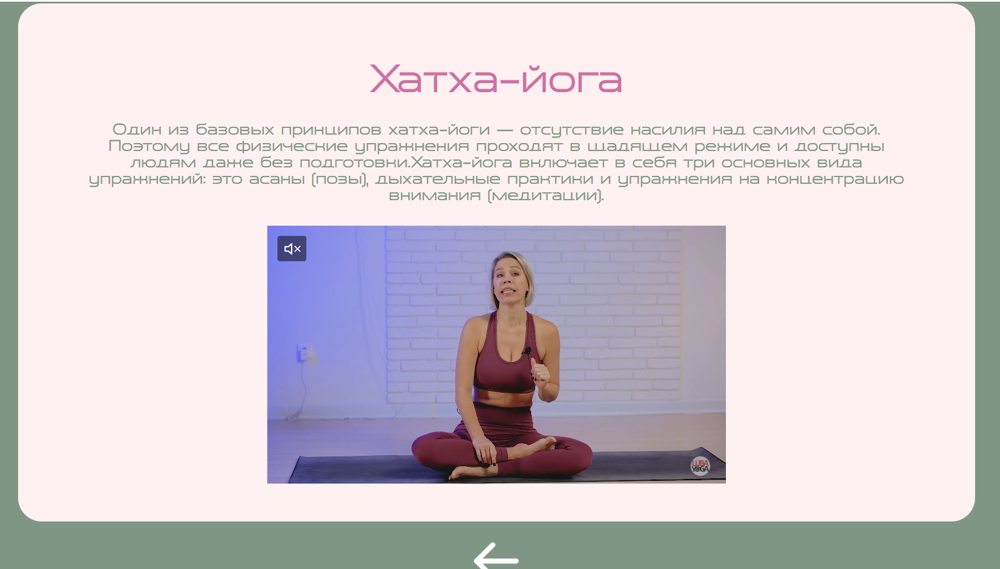 Хатха-йога
Один из базовых принципов хатха-йоги — отсутствие насилия над самим собой.
Поэтому все физические упражнения проходят в щадящем режиме и доступны
людям даже без подготовки.Хатха-йога включает в себя три основных вида
упражнений: это асаны (позы), дыхательные практики и упражнения на концентрацию
внимания (медитации).
LUBA
YOGA